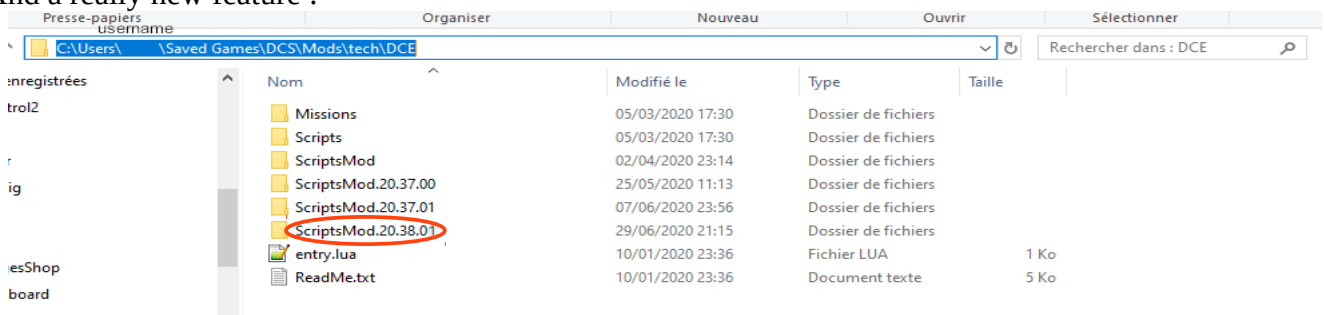 And a really new feature :
Presse-papiers Organiser Nouveau Ouvrir Sélectionner
username
C:\Users\ \Saved Games\DCS\Mods\tech\DCE Rechercher dans : DCE
enregistrées Nom Modifié le Type Taille
trol2
Missions 05/03/2020 17:30 Dossier de fichiers
Scripts 05/03/2020 17:30 Dossier de fichiers
r ScriptsMod 02/04/2020 23:14 Dossier de fichiers
ig ScriptsMod.20.37.00 25/05/2020 11:13 Dossier de fichiers
ScriptsMod.20.37.01 07/06/2020 23:56 Dossier de fichiers
ScriptsMod.20.38.01 29/06/2020 21:15 Dossier de fichiers
entry.lua 10/01/2020 23:36 Fichier LUA 1 Ko
esShop ReadMe.txt 10/01/2020 23:36 Document texte 5 Ko
board